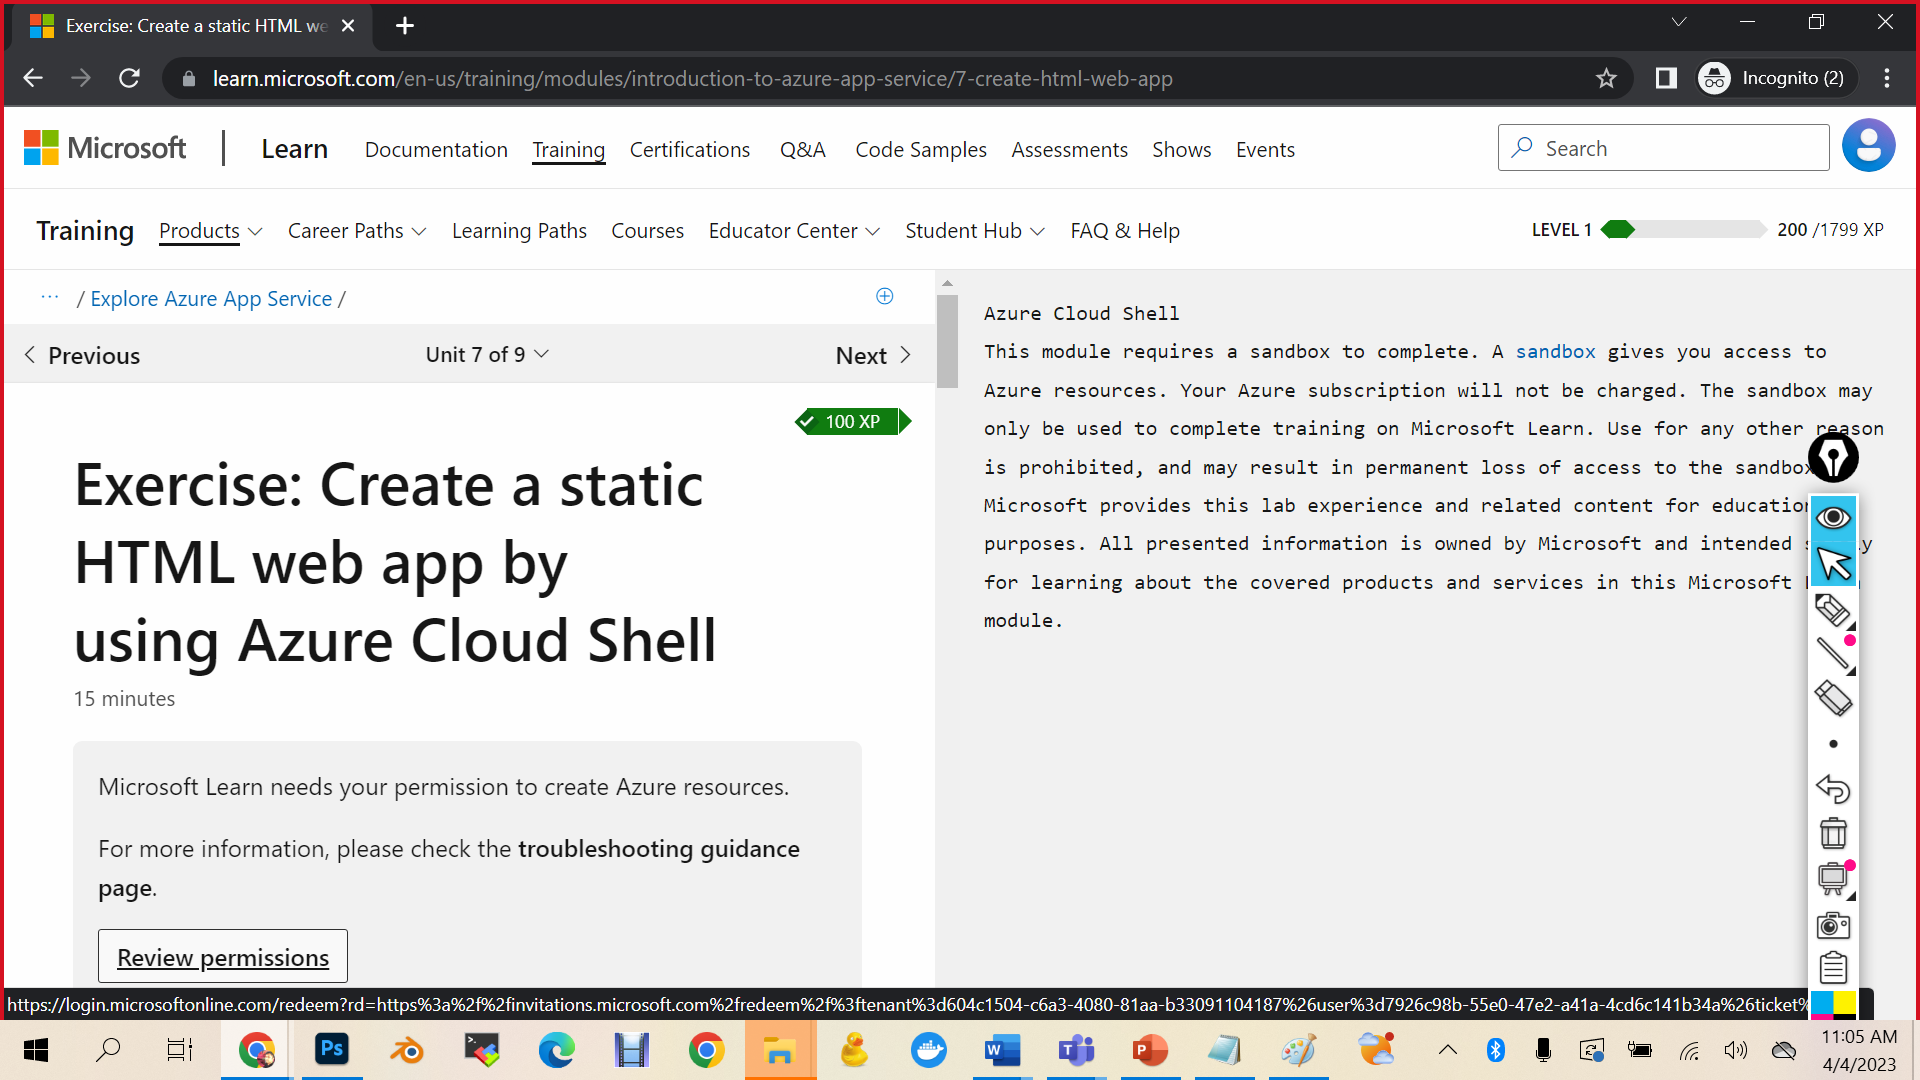 Exercise: Create a static HTML we
learn.microsoft.com/en-us/training/modules/introduction-to-azure-app-service/7-create-html-web-app
Incognito (2)
Microsoft
Learn
Documentation
Training
Certifications
Q&A
Code Samples
Assessments
Shows
Events
Search
Training
Products
Career Paths
Learning Paths
Courses
Educator Center
Student Hub
FAQ & Help
LEVEL 1
200 /1799 XP
... / Explore Azure App Service /
Previous
Unit 7 of 9
Next
100 XP
Exercise: Create a static
HTML web app by
using Azure Cloud Shell
15 minutes
Microsoft Learn needs your permission to create Azure resources.
For more information, please check the troubleshooting guidance
page.
Review permissions
Azure Cloud Shell
This module requires a sandbox to complete. A sandbox gives you access to
Azure resources. Your Azure subscription will not be charged. The sandbox may
only be used to complete training on Microsoft Learn. Use for any other reason
is prohibited, and may result in permanent loss of access to the sandbox
Microsoft provides this lab experience and related content for education
purposes. All presented information is owned by Microsoft and intended
for learning about the covered products and services in this Microsoft
module.
https://login.microsoftonline.com/redeem?rd=https%3a%2f%2finvitations.microsoft.com%2fredeem%2f%3ftenant%3d604c1504-c6a3-4080-81aa-b33091104187%26user%3d7926c98b-55e0-47e2-a41a-4cd6c141b34a%26ticket%
Ps
W
T
P
11:05 AM
4/4/2023